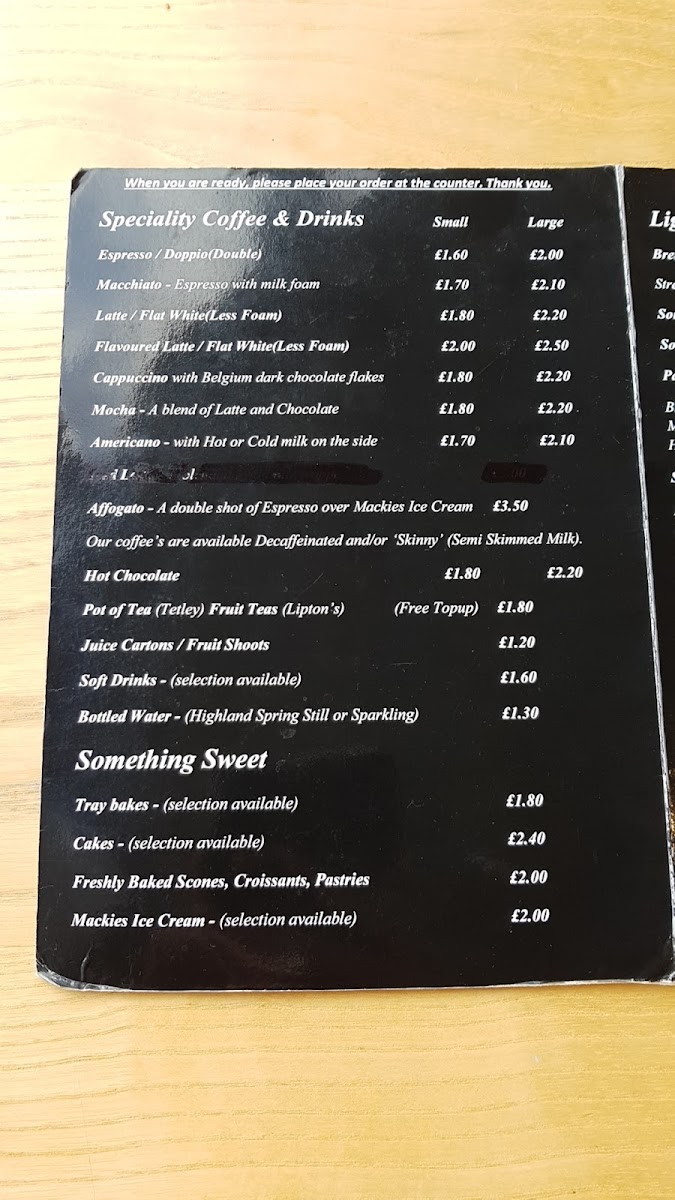 When you are ready, please place your order at the counter. Thank you.
Speciality Coffee & Drinks Small Large
Espresso / Doppio(Double) £1.60 £2.00
Macchiato - Espresso with milk foam £1.70 £2.10
Latte / Flat White(Less Foam) £1.80 £2.20
Flavoured Latte / Flat White(Less Foam) £2.00 £2.50
Cappuccino with Belgium dark chocolate flakes £1.80 £2.20
Mocha - A blend of Latte and Chocolate £1.80 £2.20
Americano - with Hot or Cold milk on the side £1.70 £2.10
Affogato - A double shot of Espresso over Mackies Ice Cream £3.50
Our coffee's are available Decaffeinated and/or 'Skinny' (Semi Skimmed Milk).
Hot Chocolate £1.80 £2.20
Pot of Tea (Tetley) Fruit Teas (Lipton's) (Free Topup) £1.80
Juice Cartons / Fruit Shoots £1.20
Soft Drinks - (selection available) £1.60
Bottled Water - (Highland Spring Still or Sparkling) £1.30
Something Sweet
Tray bakes - (selection available) £1.80
Cakes - (selection available) £2.40
Freshly Baked Scones, Croissants, Pastries £2.00
Mackies Ice Cream - (selection available) £2.00